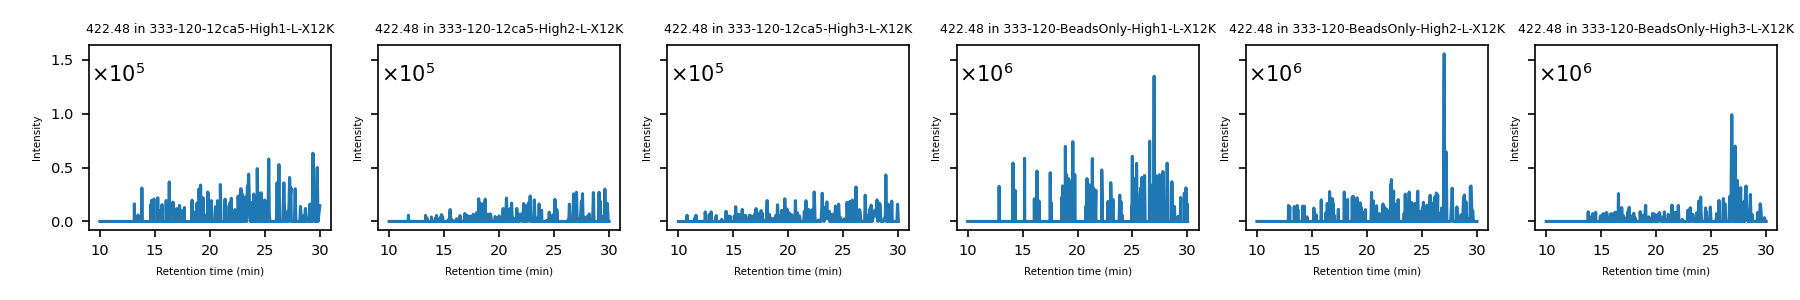 422.48 in 333-120-12ca5-High1-L-X12K
422.48 in 333-120-12ca5-High2-L-X12K
422.48 in 333-120-12ca5-High3-L-X12K
422.48 in 333-120-BeadsOnly-High1-L-X12K
422.48 in 333-120-BeadsOnly-High2-L-X12K
422.48 in 333-120-BeadsOnly-High3-L-X12K
×10⁵
×10⁵
×10⁵
×10⁶
×10⁶
×10⁶
1.5
1.0
0.5
0.0
Intensity
Intensity
Intensity
Intensity
Intensity
Intensity
10 15 20 25 30
10 15 20 25 30
10 15 20 25 30
10 15 20 25 30
10 15 20 25 30
10 15 20 25 30
Retention time (min)
Retention time (min)
Retention time (min)
Retention time (min)
Retention time (min)
Retention time (min)